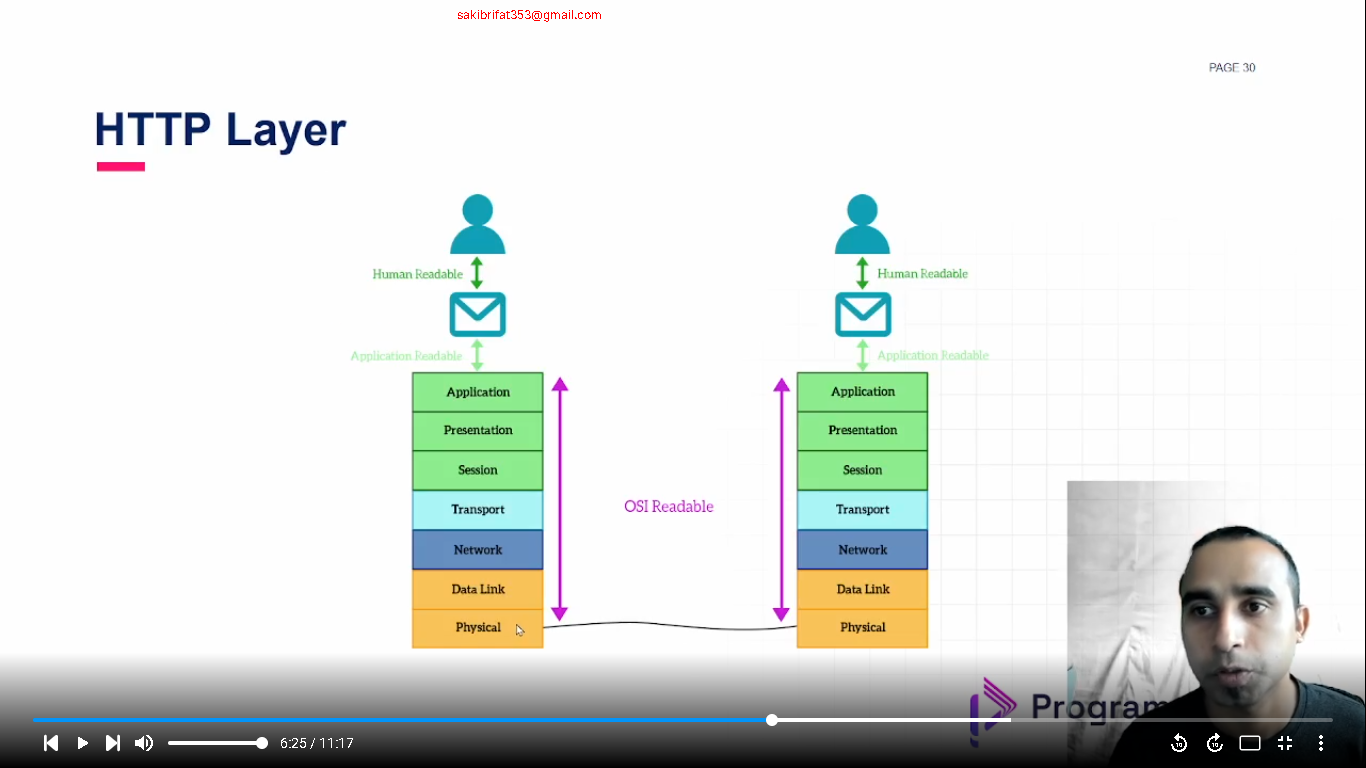 sakibrifat353@gmail.com
PAGE 30
HTTP Layer
Human Readable
Human Readable
Application Readable
Application Readable
Application
Presentation
Session
Transport
Network
Data Link
Physical
OSI Readable
Application
Presentation
Session
Transport
Network
Data Link
Physical
Program
6:25 / 11:17
10
10